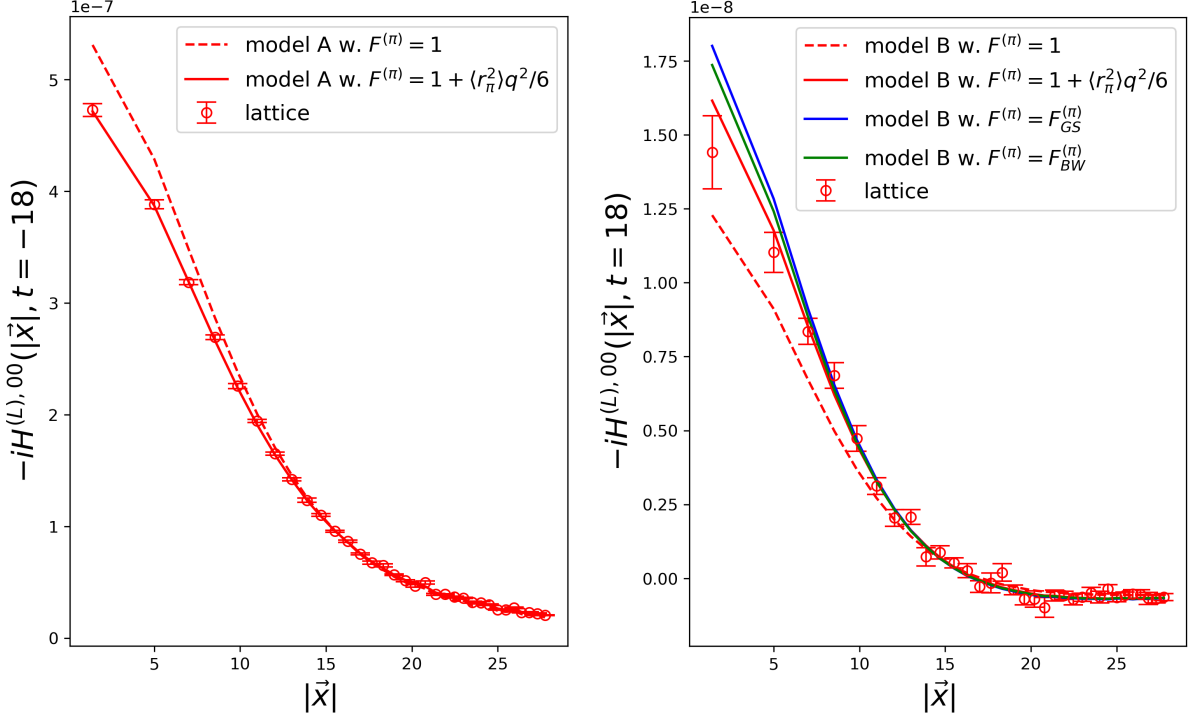 1e−7
model A w. F^(π) = 1
model A w. F^(π) = 1 + ⟨r_π^2⟩q^2/6
lattice
5
4
3
2
1
0
−iH^(L),00(|x⃗|, t = −18)
5
10
15
20
25
|x⃗|
1e−8
model B w. F^(π) = 1
model B w. F^(π) = 1 + ⟨r_π^2⟩q^2/6
model B w. F^(π) = F_GS^(π)
model B w. F^(π) = F_BW^(π)
lattice
1.75
1.50
1.25
1.00
0.75
0.50
0.25
0.00
−iH^(L),00(|x⃗|, t = 18)
5
10
15
20
25
|x⃗|